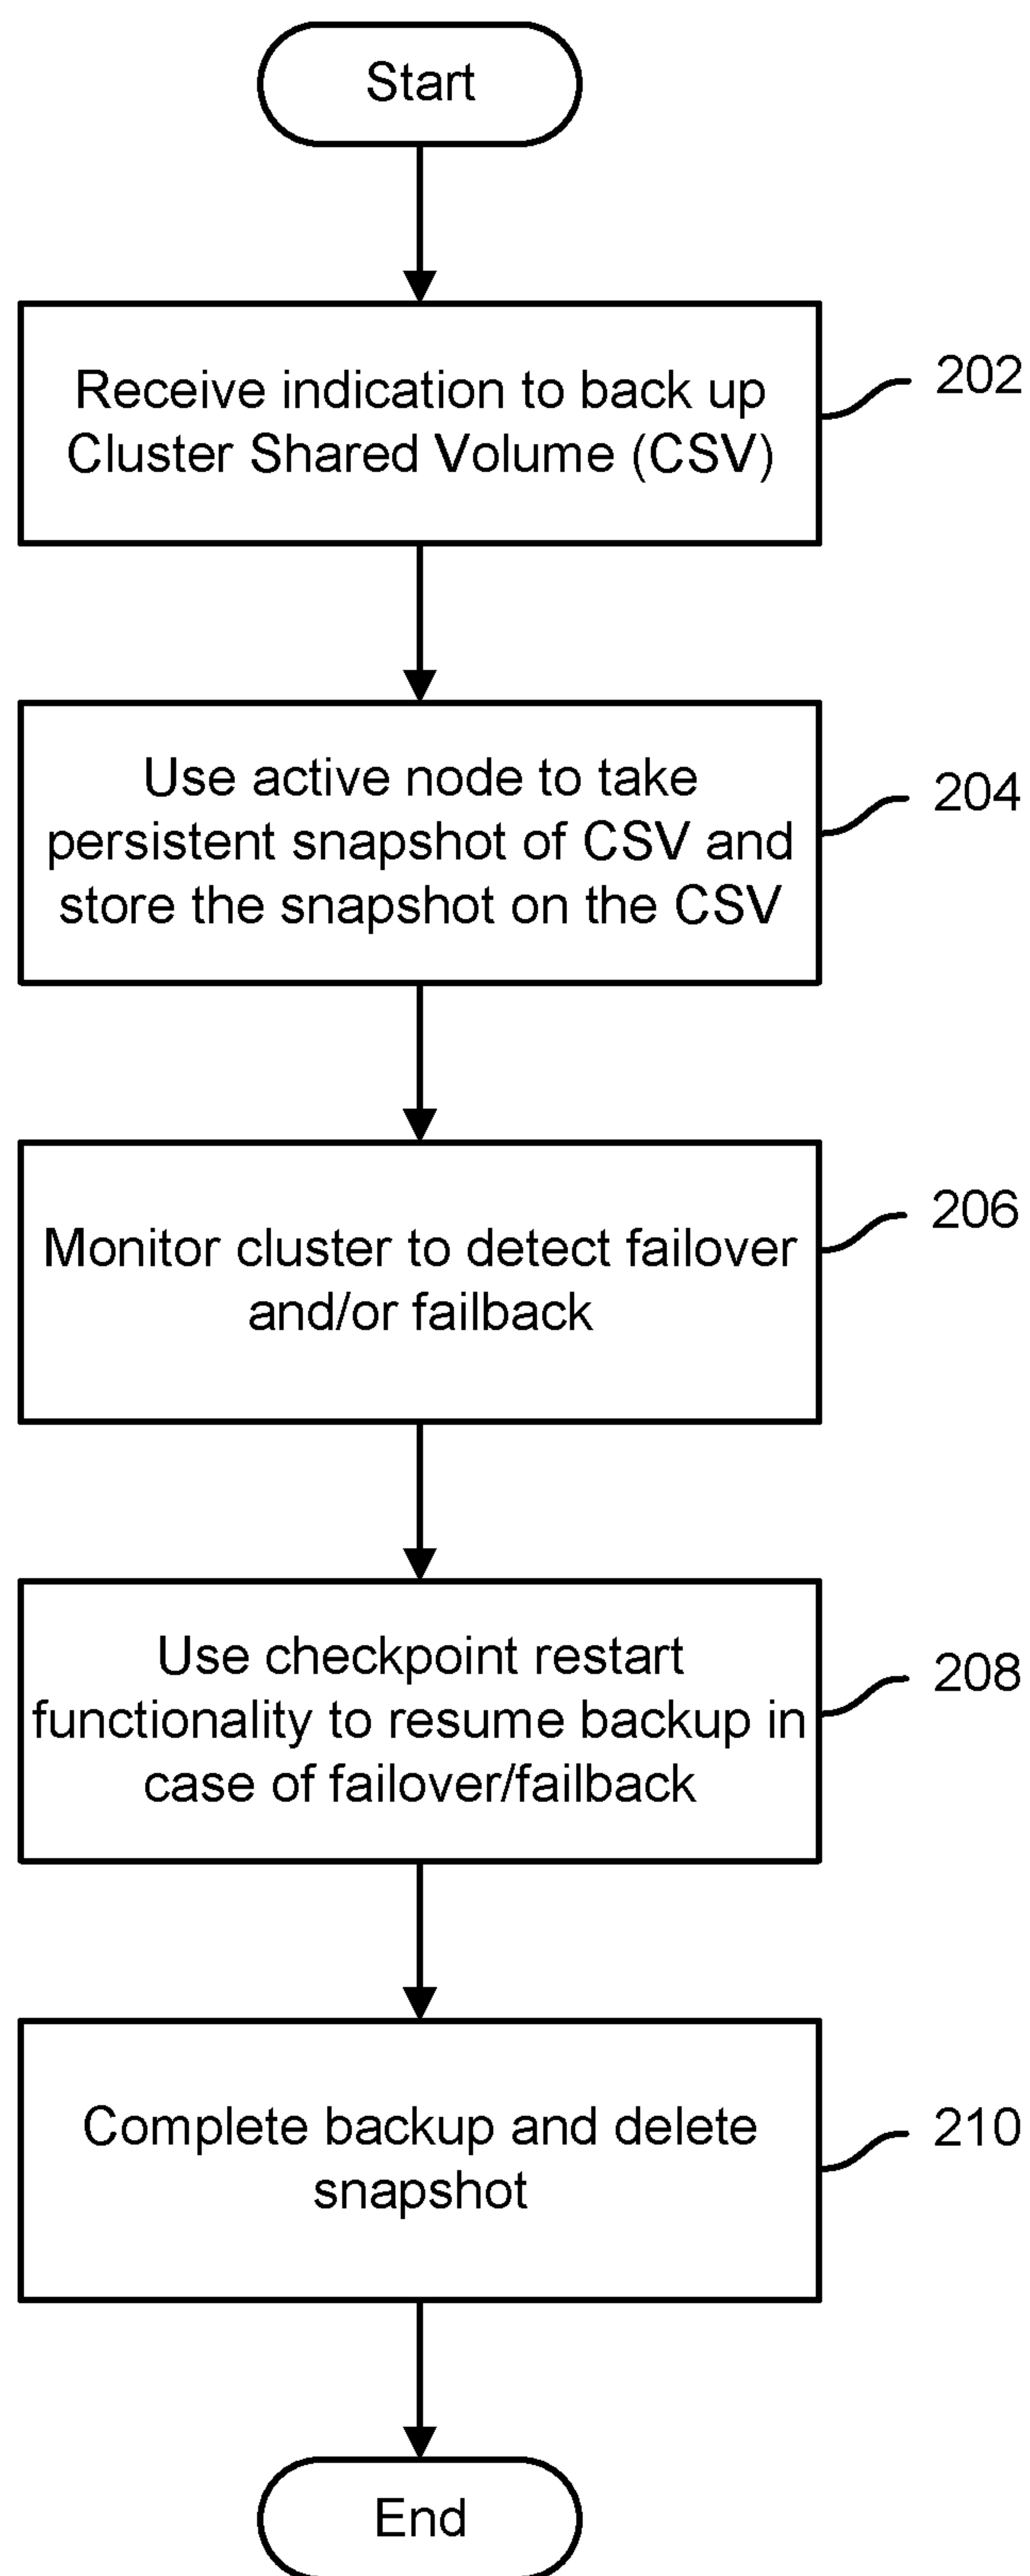 Start
Receive indication to back up
Cluster Shared Volume (CSV)
202
Use active node to take
persistent snapshot of CSV and
store the snapshot on the CSV
204
Monitor cluster to detect failover
and/or failback
206
Use checkpoint restart
functionality to resume backup in
case of failover/failback
208
Complete backup and delete
snapshot
210
End